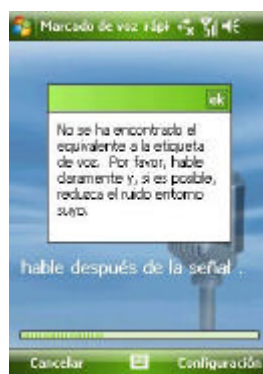 Marcado de voz rápi
ok
No se ha encontrado el
equivalente a la etiqueta
de voz. Por favor, hable
claramente y, si es posible,
reduzca el ruido entorno
suyo.
hable después de la señal .
Cancelar Configuración